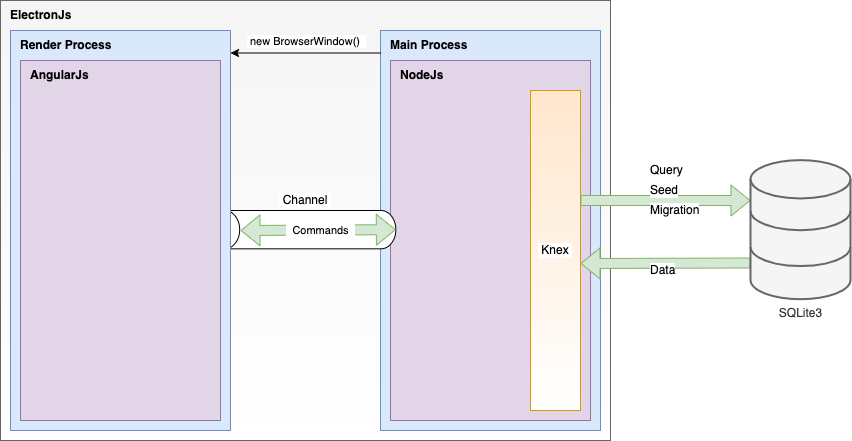 ElectronJs
Render Process
new BrowserWindow()
Main Process
AngularJs
NodeJs
Channel
Commands
Knex
Query
Seed
Migration
Data
SQLite3